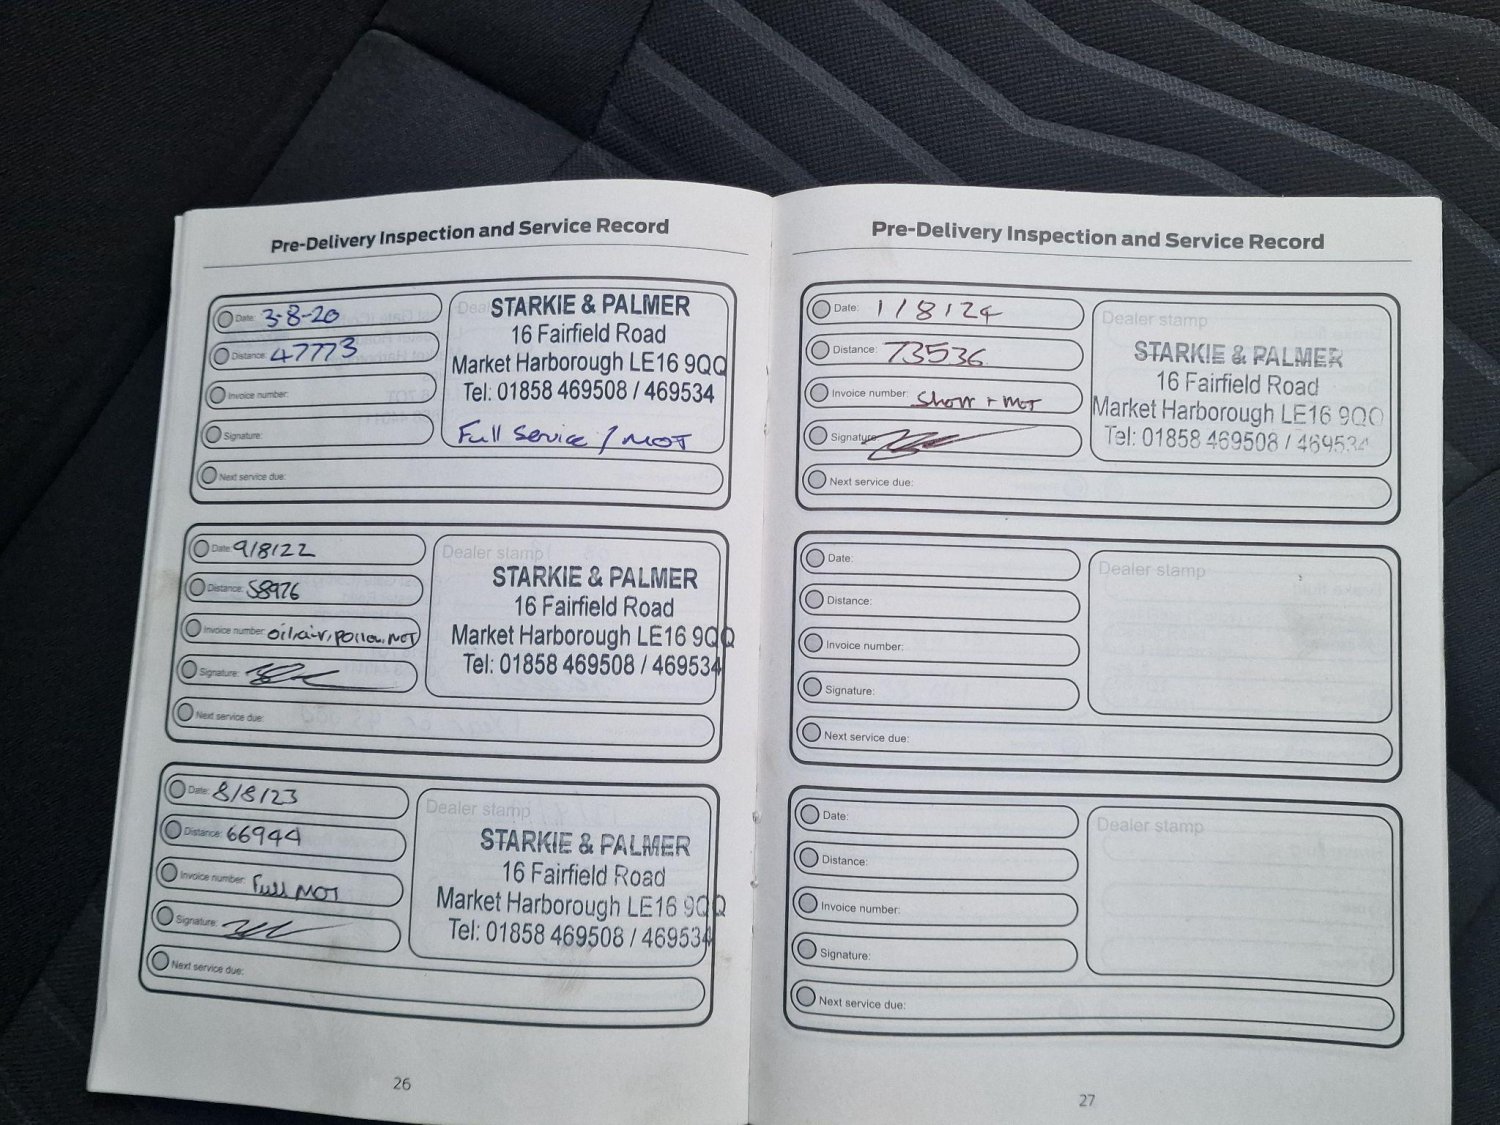 Pre-Delivery Inspection and Service Record
Date: 3-8-20
Distance: 47773
Invoice number:
Signature:
Next service due:
STARKIE & PALMER
16 Fairfield Road
Market Harborough LE16 9QQ
Tel: 01858 469508 / 469534
Full Service / MOT
Date: 9/8/22
Distance: 58976
Invoice number: oil,air,pollen,MOT
Signature:
Next service due:
Dealer stamp
STARKIE & PALMER
16 Fairfield Road
Market Harborough LE16 9QQ
Tel: 01858 469508 / 469534
Date: 8/8/23
Distance: 66944
Invoice number: Full MOT
Signature:
Next service due:
Dealer stamp
STARKIE & PALMER
16 Fairfield Road
Market Harborough LE16 9QQ
Tel: 01858 469508 / 469534
26
Pre-Delivery Inspection and Service Record
Date: 1/8/24
Distance: 73536
Invoice number: Short + MOT
Signature:
Next service due:
Dealer stamp
STARKIE & PALMER
16 Fairfield Road
Market Harborough LE16 9QQ
Tel: 01858 469508 / 469534
Date:
Distance:
Invoice number:
Signature:
Next service due:
Dealer stamp
Date:
Distance:
Invoice number:
Signature:
Next service due:
Dealer stamp
27